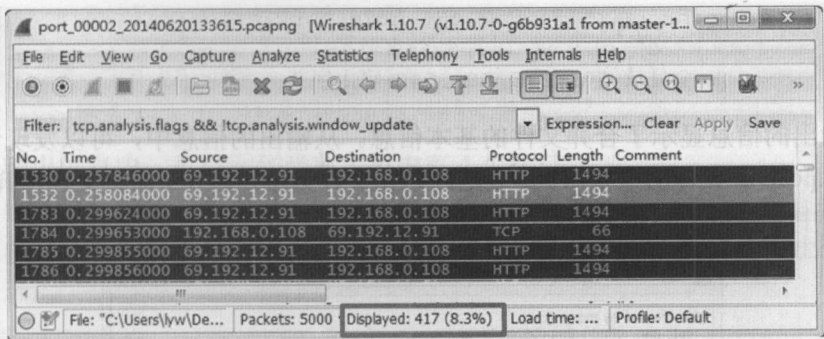 port_00002_20140620133615.pcapng [Wireshark 1.10.7 (v1.10.7-0-g6b931a1 from master-1...
File Edit View Go Capture Analyze Statistics Telephony Tools Internals Help
Filter: tcp.analysis.flags && !tcp.analysis.window_update Expression... Clear Apply Save
No. Time Source Destination Protocol Length Comment
1530 0.257846000 69.192.12.91 192.168.0.108 HTTP 1494
1532 0.258084000 69.192.12.91 192.168.0.108 HTTP 1494
1783 0.299624000 69.192.12.91 192.168.0.108 HTTP 1494
1784 0.299653000 192.168.0.108 69.192.12.91 TCP 66
1785 0.299855000 69.192.12.91 192.168.0.108 HTTP 1494
1786 0.299856000 69.192.12.91 192.168.0.108 HTTP 1494
File: "C:\Users\lyw\De... Packets: 5000 Displayed: 417 (8.3%) Load time: ... Profile: Default